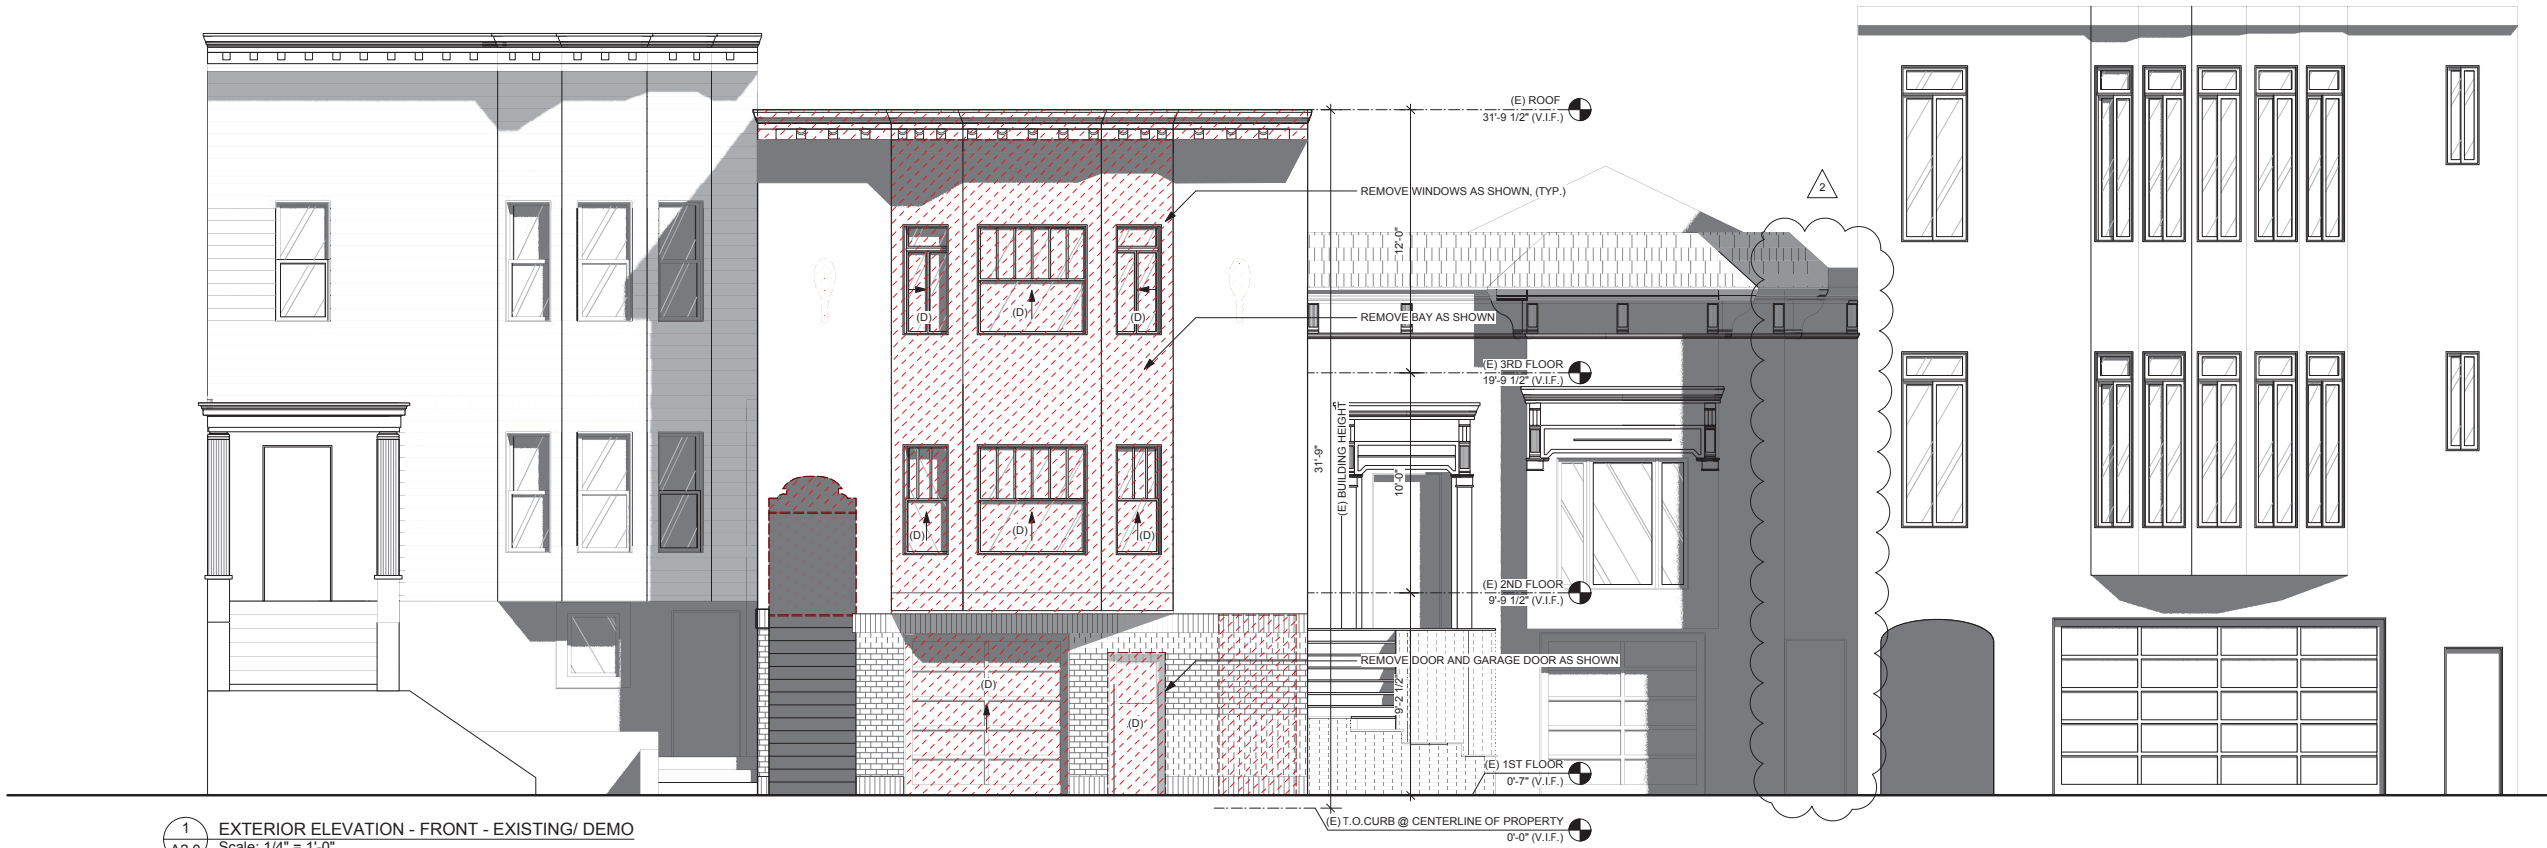 (E) ROOF
31'-9 1/2" (V.I.F.)
REMOVE WINDOWS AS SHOWN, (TYP.)
2
12'-0"
(D)
(D)
(D)
REMOVE BAY AS SHOWN
(E) 3RD FLOOR
19'-9 1/2" (V.I.F.)
31'-9"
(E) BUILDING HEIGHT
10'-0"
(D)
(D)
(D)
(E) 2ND FLOOR
9'-9 1/2" (V.I.F.)
REMOVE DOOR AND GARAGE DOOR AS SHOWN
(D)
(D)
9'-2 1/2"
(E) 1ST FLOOR
0'-7" (V.I.F.)
(E) T.O.CURB @ CENTERLINE OF PROPERTY
0'-0" (V.I.F.)
1
EXTERIOR ELEVATION - FRONT - EXISTING/ DEMO
Scale: 1/4" = 1'-0"